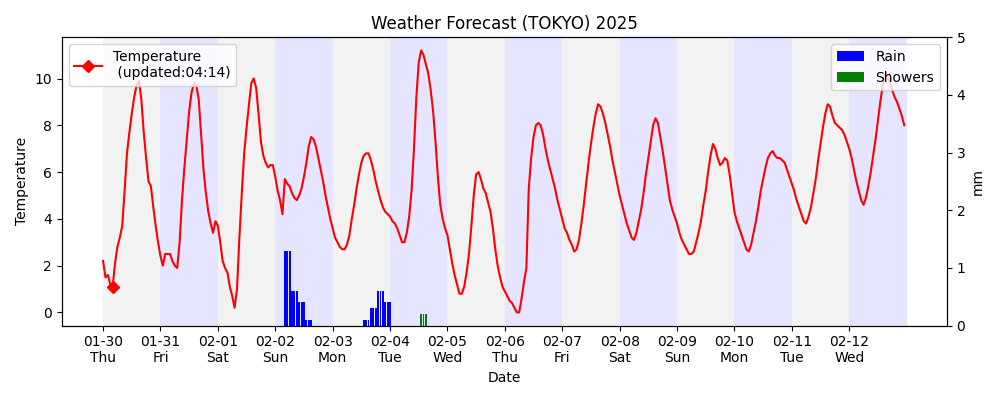 Weather Forecast (TOKYO) 2025
Temperature
(updated:04:14)
Rain
Showers
Temperature
10
8
6
4
2
0
5
4
3
2
1
0
mm
01-30 01-31 02-01 02-02 02-03 02-04 02-05 02-06 02-07 02-08 02-09 02-10 02-11 02-12
Thu Fri Sat Sun Mon Tue Wed Thu Fri Sat Sun Mon Tue Wed
Date